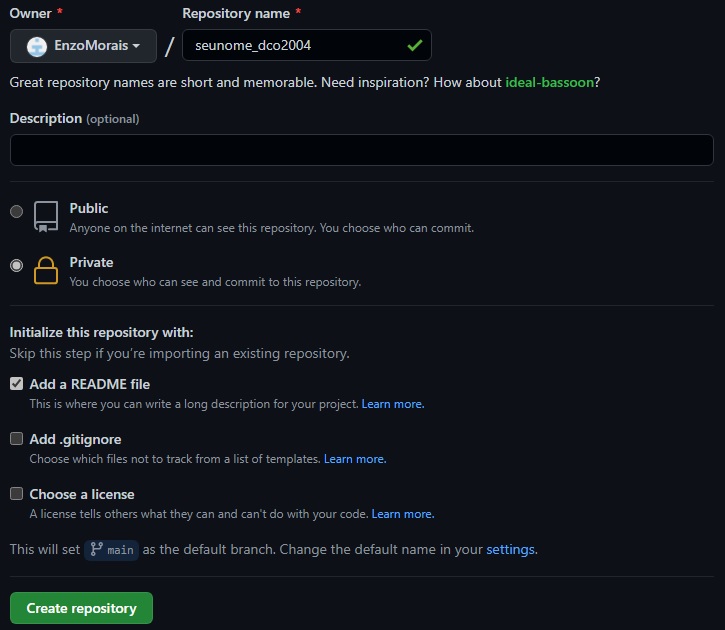 Owner *
Repository name *
EnzoMorais
/
seunome_dco2004
Great repository names are short and memorable. Need inspiration? How about ideal-bassoon?
Description (optional)
Public
Anyone on the internet can see this repository. You choose who can commit.
Private
You choose who can see and commit to this repository.
Initialize this repository with:
Skip this step if you're importing an existing repository.
Add a README file
This is where you can write a long description for your project. Learn more.
Add .gitignore
Choose which files not to track from a list of templates. Learn more.
Choose a license
A license tells others what they can and can't do with your code. Learn more.
This will set main as the default branch. Change the default name in your settings.
Create repository